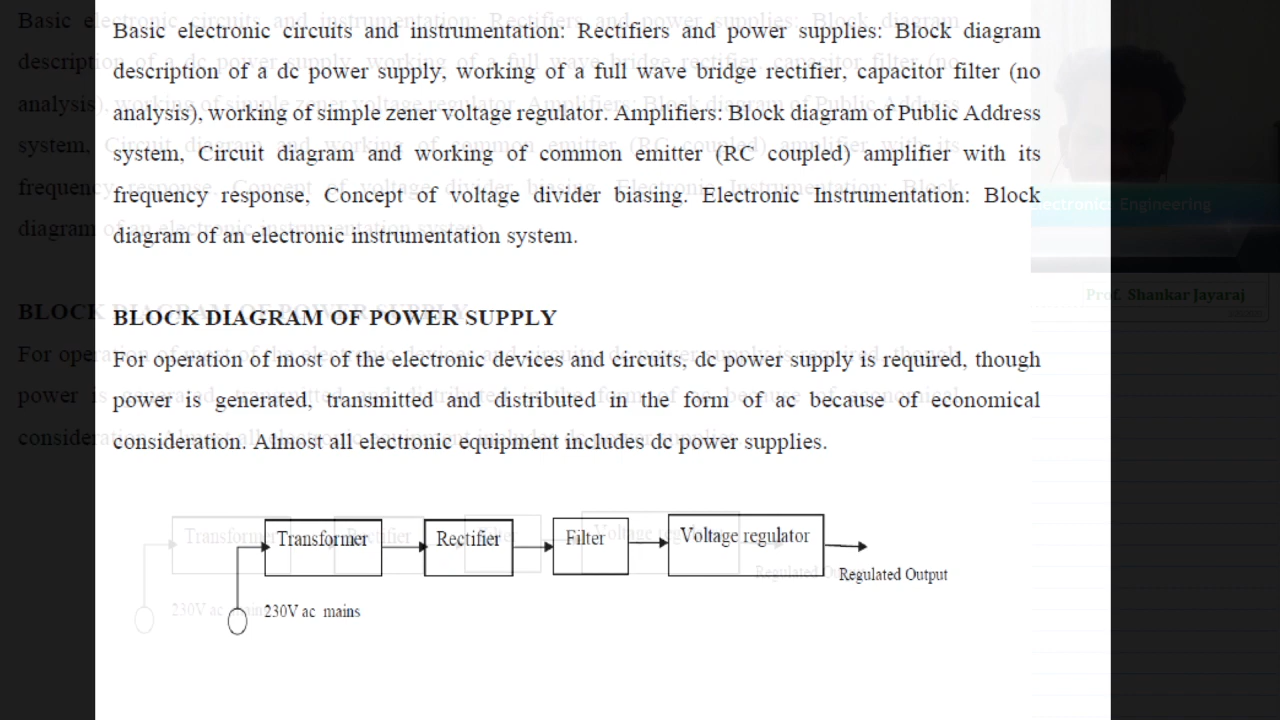 Basic electronic circuits and instrumentation: Rectifiers and power supplies: Block diagram
description of a dc power supply, working of a full wave bridge rectifier, capacitor filter (no
analysis), working of simple zener voltage regulator. Amplifiers: Block diagram of Public Address
system, Circuit diagram and working of common emitter (RC coupled) amplifier with its
frequency response, Concept of voltage divider biasing. Electronic Instrumentation: Block
diagram of an electronic instrumentation system.
Engineering
Prof. Shankar Jayaraj
BLOCK DIAGRAM OF POWER SUPPLY
For operation of most of the electronic devices and circuits, dc power supply is required, though
power is generated, transmitted and distributed in the form of ac because of economical
consideration. Almost all electronic equipment includes dc power supplies.
Transformer
Rectifier
Filter
Voltage regulator
Regulated Output
230V ac mains